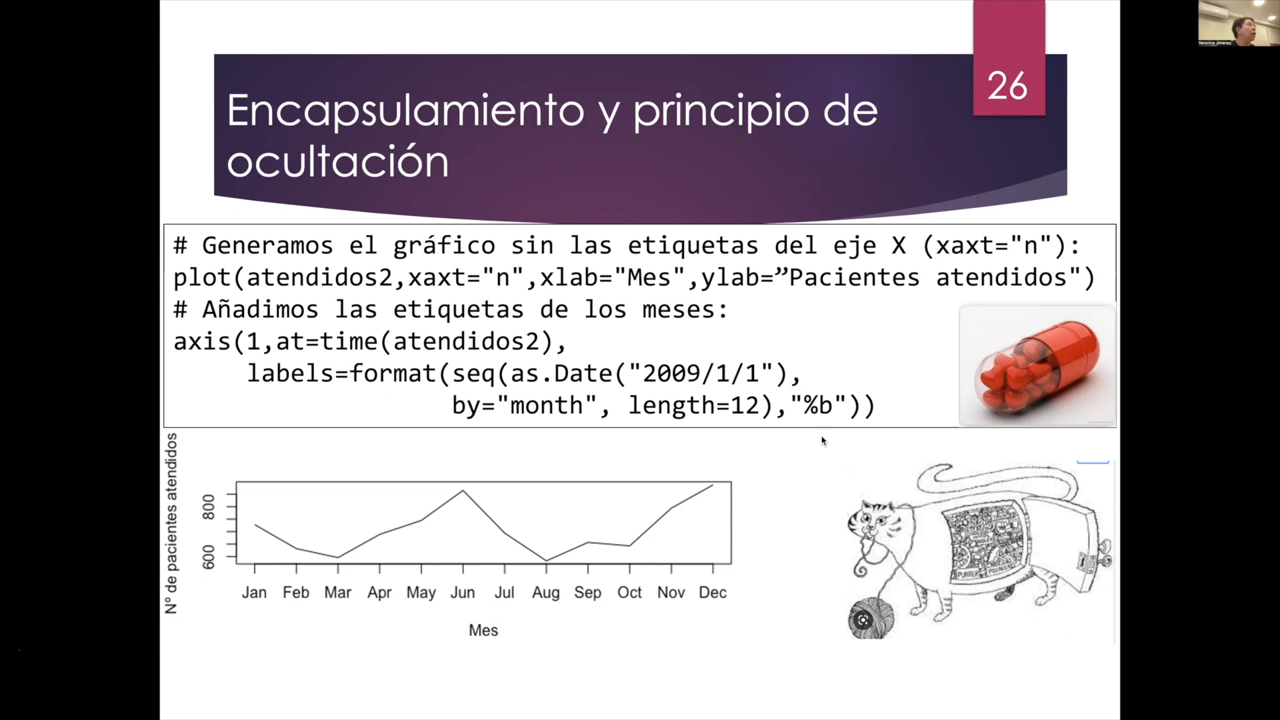 26
Encapsulamiento y principio de
ocultación
# Generamos el gráfico sin las etiquetas del eje X (xaxt="n"):
plot(atendidos2,xaxt="n",xlab="Mes",ylab=”Pacientes atendidos")
# Añadimos las etiquetas de los meses:
axis(1,at=time(atendidos2),
labels=format(seq(as.Date("2009/1/1"),
by="month", length=12),"%b"))
Nº de pacientes atendidos
800
600
Jan Feb Mar Apr May Jun Jul Aug Sep Oct Nov Dec
Mes
PURRER